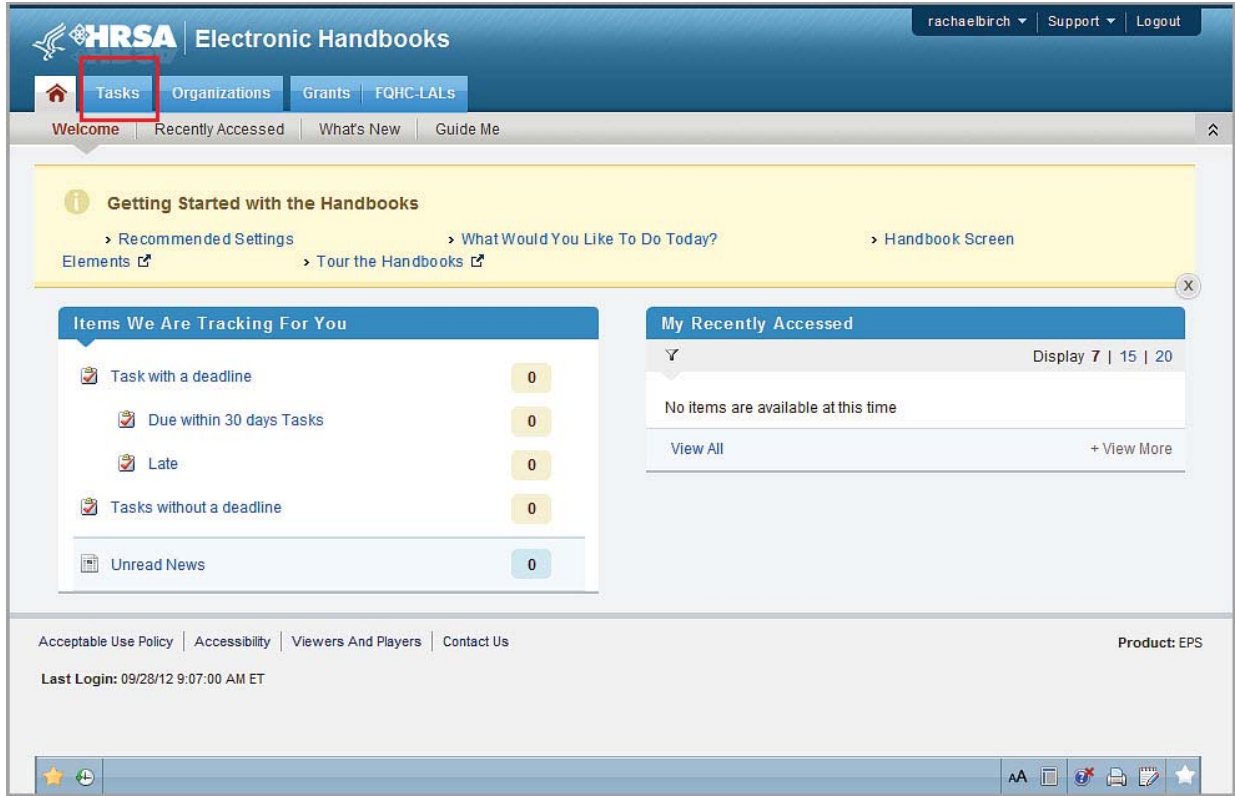 rachaelbirch Support Logout
HRSA Electronic Handbooks
Tasks Organizations Grants FQHC-LALs
Welcome Recently Accessed What's New Guide Me
Getting Started with the Handbooks
› Recommended Settings › What Would You Like To Do Today? › Handbook Screen
Elements › Tour the Handbooks
X
Items We Are Tracking For You
Task with a deadline 0
Due within 30 days Tasks 0
Late 0
Tasks without a deadline 0
Unread News 0
My Recently Accessed
Display 7 | 15 | 20
No items are available at this time
View All + View More
Acceptable Use Policy | Accessibility | Viewers And Players | Contact Us
Product: EPS
Last Login: 09/28/12 9:07:00 AM ET
AA